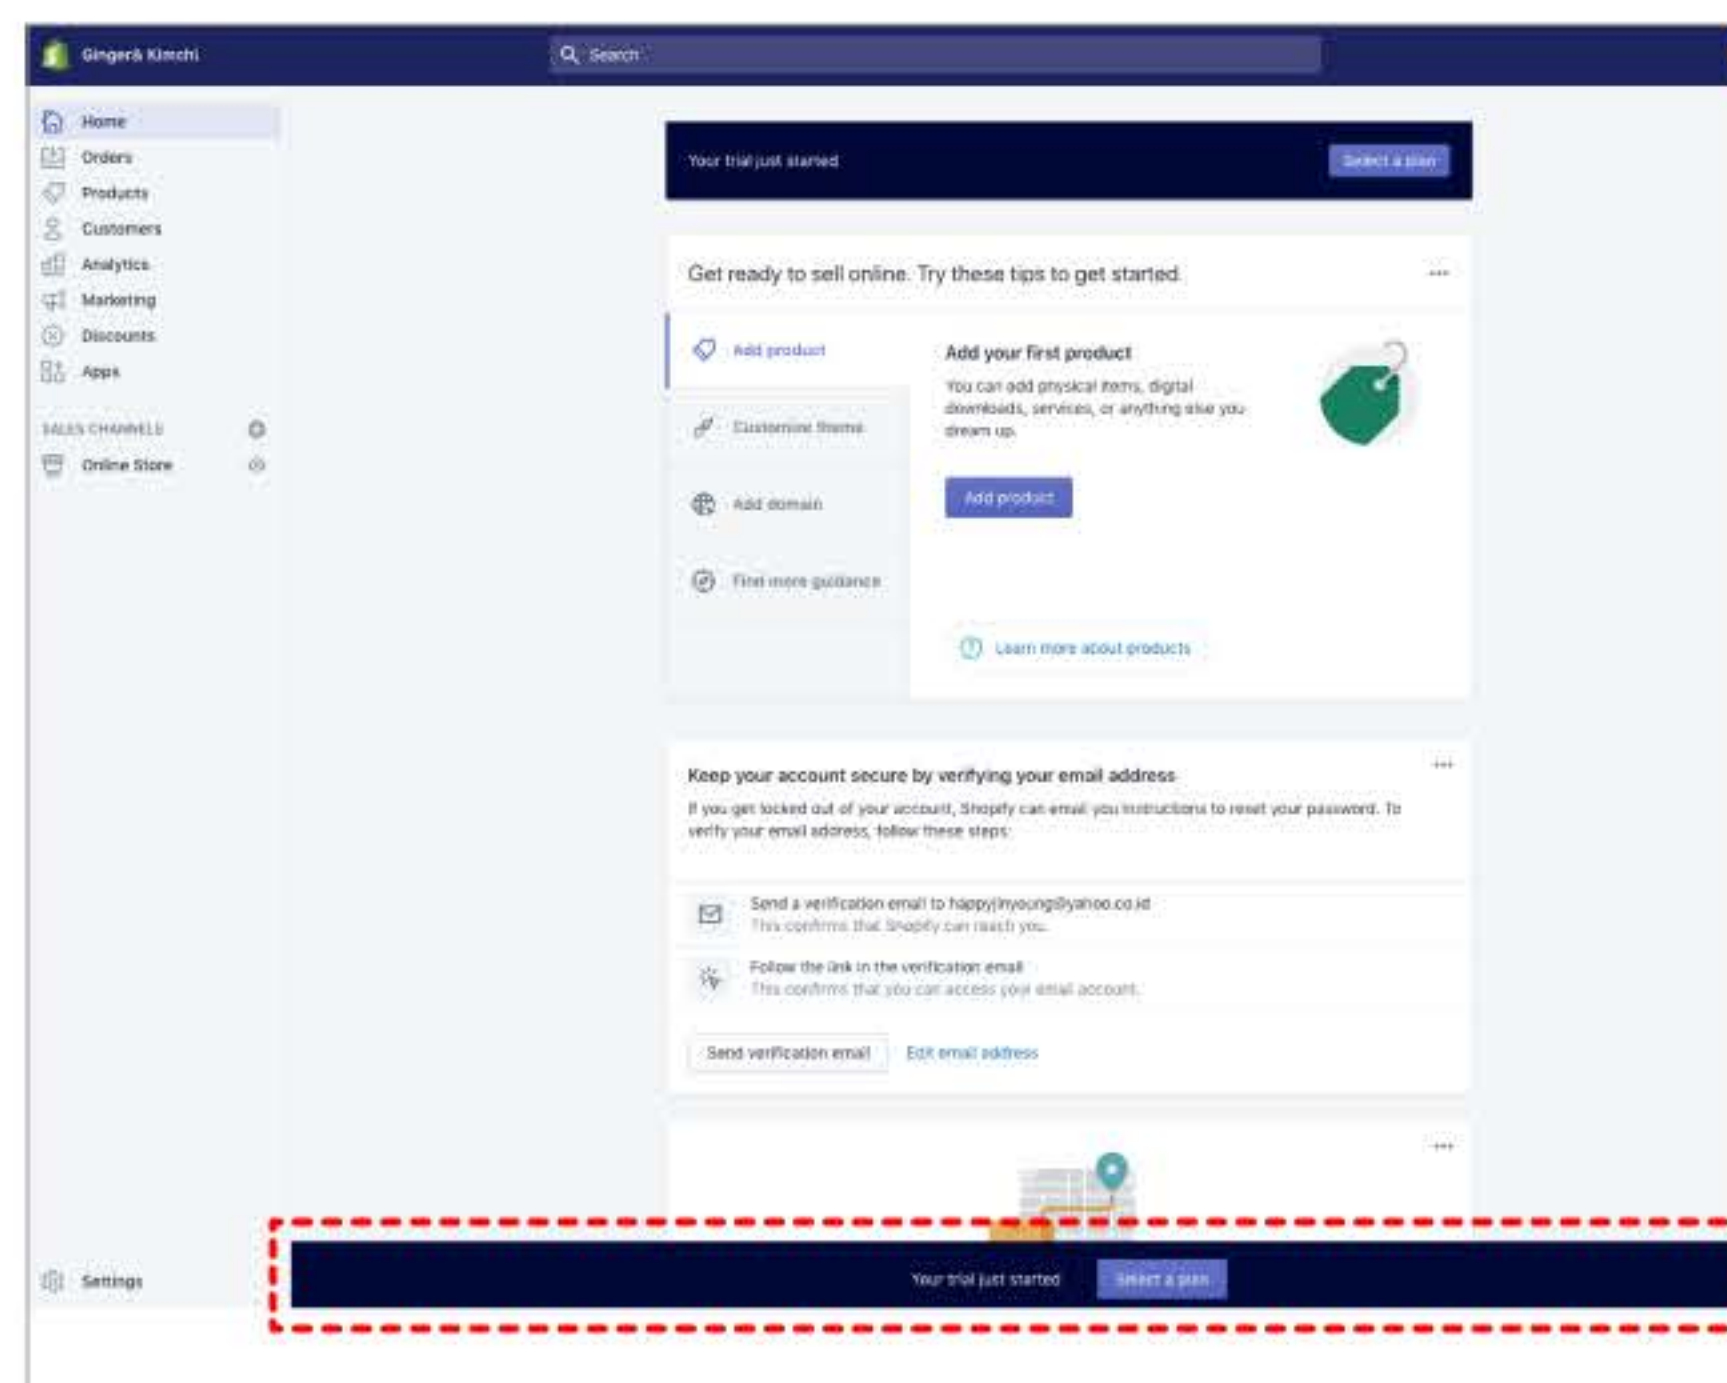 Ginger& Kimchi
Search
Home
Orders
Products
Customers
Analytics
Marketing
Discounts
Apps
SALES CHANNELS
Online Store
Settings
Your trial just started
Select a plan
Get ready to sell online. Try these tips to get started.
Add product
Customize theme
Add domain
Find more guidance
Add your first product
You can add physical items, digital
downloads, services, or anything else you
dream up.
Add product
Learn more about products
Keep your account secure by verifying your email address
If you get locked out of your account, Shopify can email you instructions to reset your password. To
verify your email address, follow these steps:
Send a verification email to happyjinyoung@yahoo.co.id
This confirms that Shopify can reach you.
Follow the link in the verification email
This confirms that you can access your email account.
Send verification email
Edit email address
Your trial just started
Select a plan